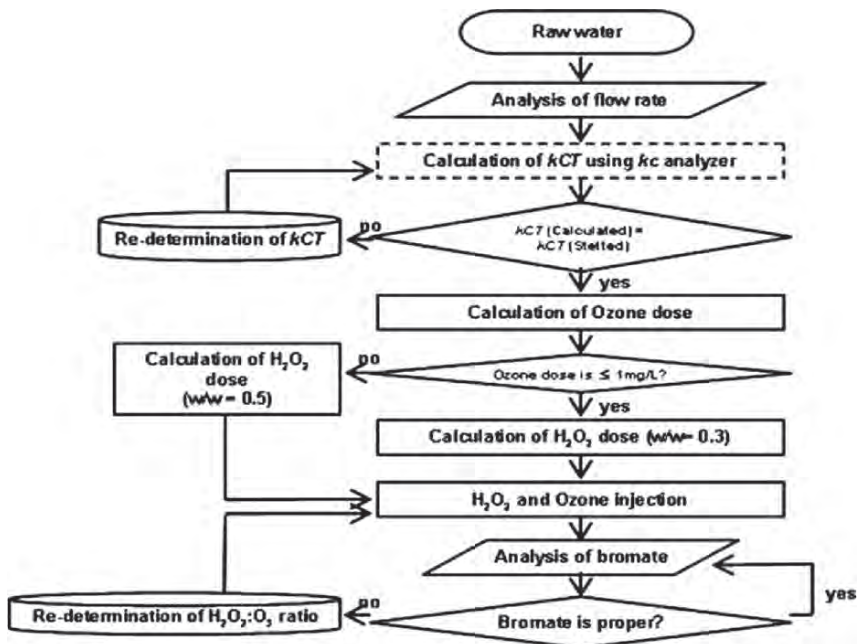 Raw water
Analysis of flow rate
Calculation of kCT using kc analyzer
Re-determination of kCT
no
kCT (Calculated) =
kCT (Stetted)
yes
Calculation of Ozone dose
Calculation of H₂O₂
dose
(w/w = 0.5)
no
Ozone dose is ≤ 1mg/L?
yes
Calculation of H₂O₂ dose (w/w= 0.3)
H₂O₂ and Ozone injection
Analysis of bromate
yes
Re-determination of H₂O₂:O₃ ratio
no
Bromate is proper?